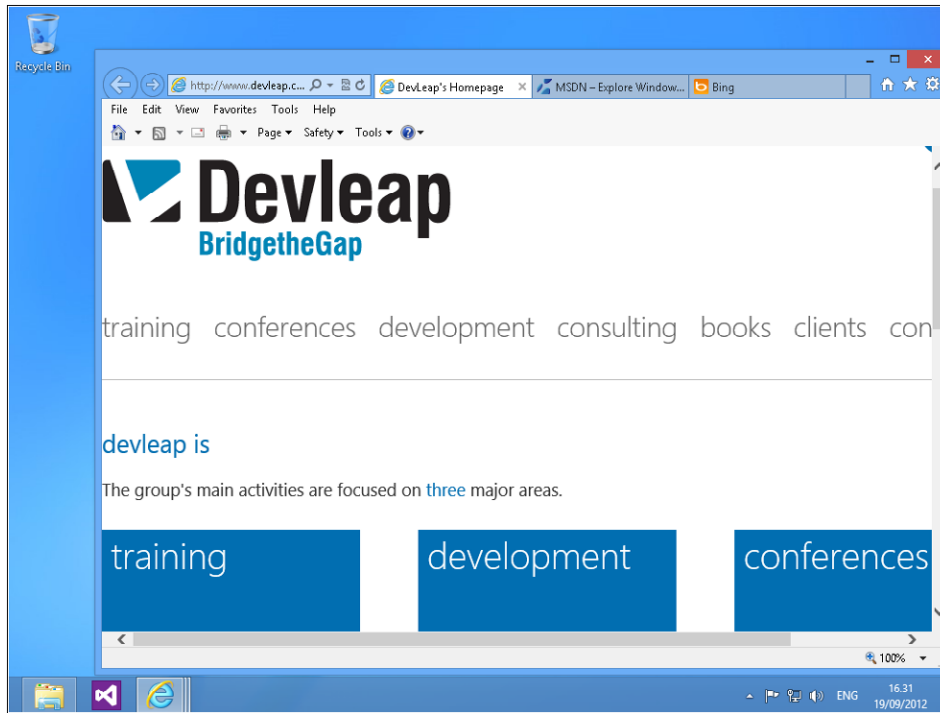 Recycle Bin
http://www.devleap.c...
DevLeap's Homepage
MSDN – Explore Window...
Bing
File Edit View Favorites Tools Help
Page Safety Tools
Devleap
BridgetheGap
training conferences development consulting books clients con
devleap is
The group's main activities are focused on three major areas.
training
development
conferences
100%
ENG
16.31
19/09/2012